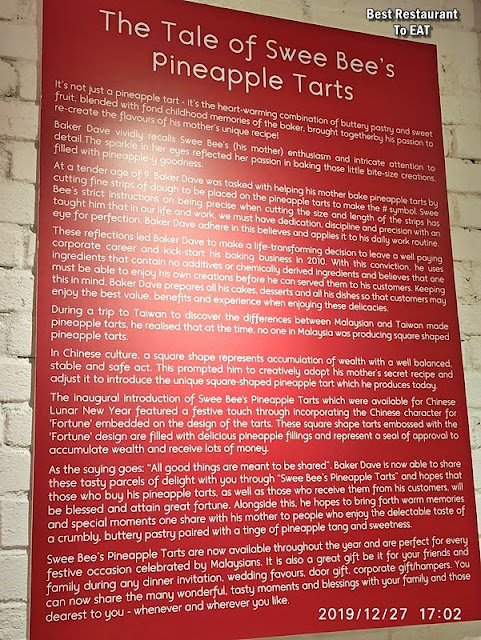 Best Restaurant
To EAT
The Tale of Swee Bee's
Pineapple Tarts
It's not just a pineapple tart - it's the heart-warming combination of buttery pastry and sweet
fruit, blended with fond childhood memories of the baker, brought togetherby his passion to
re-create the flavours of his mother's unique recipe!
Baker Dave vividly recalls Swee Bee's (his mother) enthusiasm and intricate attention to
detail.The sparkle in her eyes reflected her passion in baking those little bite-size creations,
filled with pineapple-y goodness.
At a tender age of 9, Baker Dave was tasked with helping his mother bake pineapple tarts by
cutting fine strips of dough to be placed on the pineapple tarts to make the # symbol. Swee
Bee's strict instructions on being precise when cutting the size and length of the strips has
taught him that in our life and work, we must have dedication, discipline and precision with an
eye for perfection. Baker Dave adhere in this believes and applies it to his daily work routine.
These reflections led Baker Dave to make a life-transforming decision to leave a well paying
corporate career and kick-start his baking business in 2010. With this conviction, he uses
ingredients that contain no additives or chemically derived ingredients and believes that one
must be able to enjoy his own creations before he can served them to his customers. Keeping
this in mind, Baker Dave prepares all his cakes, desserts and all his dishes so that customers may
enjoy the best value, benefits and experience when enjoying these delicacies.
During a trip to Taiwan to discover the differences between Malaysian and Taiwan made
pineapple tarts, he realised that at the time, no one in Malaysia was producing square shaped
pineapple tarts.
In Chinese culture, a square shape represents accumulation of wealth with a well balanced,
stable and safe act. This prompted him to creatively adopt his mother's secret recipe and
adjust it to introduce the unique square-shaped pineapple tart which he produces today.
The inaugural introduction of Swee Bee's Pineapple Tarts which were available for Chinese
Lunar New Year featured a festive touch through incorporating the Chinese character for
'Fortune' embedded on the design of the tarts. These square shape tarts embossed with the
'Fortune' design are filled with delicious pineapple fillings and represent a seal of approval to
accumulate wealth and receive lots of money.
As the saying goes: "All good things are meant to be shared". Baker Dave is now able to share
these tasty parcels of delight with you through "Swee Bee's Pineapple Tarts" and hopes that
those who buy his pineapple tarts, as well as those who receive them from his customers, will
be blessed and attain great fortune. Alongside this, he hopes to bring forth warm memories
and special moments one share with his mother to people who enjoy the delectable taste of
a crumbly, buttery pastry paired with a tinge of pineapple tang and sweetness.
Swee Bee's Pineapple Tarts are now available throughout the year and are perfect for every
festive occasion celebrated by Malaysians. It is also a great gift be it for your friends and
family during any dinner invitation, wedding favours, door gift, corporate gift/hampers. You
can now share the many wonderful, tasty moments and blessings with your family and those
dearest to you - whenever and wherever you like.
2019/12/27 17:02